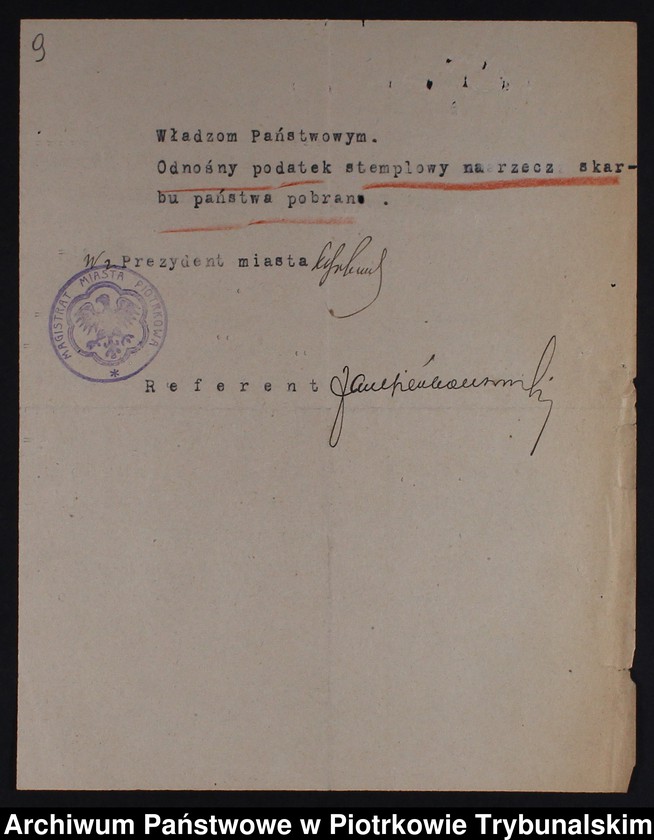 9
Władzom Państwowym.
Odnośny podatek stemplowy na rzecz skar-
bu państwa pobrano .
W z Prezydent miasta
MAGISTRAT MIASTA PIOTRKOWA
*
Referent
Archiwum Państwowe w Piotrkowie Trybunalskim